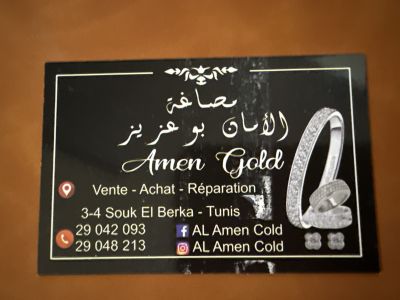 مصاغة
الأمان بوعزيز
Amen Gold
Vente - Achat - Réparation
3-4 Souk El Berka - Tunis
29 042 093
AL Amen Cold
29 048 213
AL Amen Cold